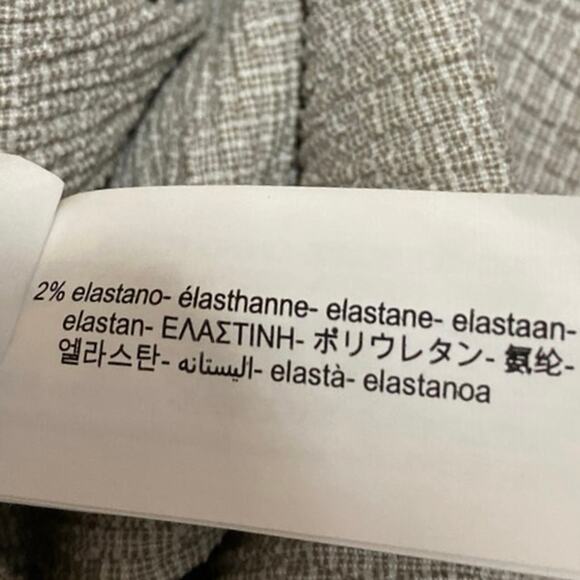 2% elastano- élasthanne- elastane- elastaan-
elastan- ΕΛΑΣΤΙΝΗ- ポリウレタン- 氨纶-
엘라스탄- اليستانه- elastà- elastanoa